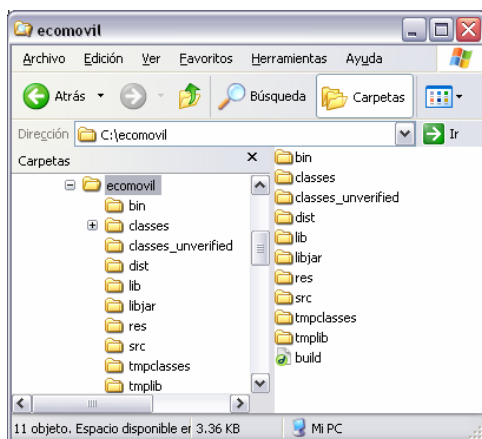 ecomovil
Archivo Edición Ver Favoritos Herramientas Ayuda
Atrás Búsqueda Carpetas
Dirección C:\ecomovil Ir
Carpetas
ecomovil
bin
classes
classes_unverified
dist
lib
libjar
res
src
tmpclasses
tmplib
bin
classes
classes_unverified
dist
lib
libjar
res
src
tmpclasses
tmplib
build
11 objeto. Espacio disponible er 3.36 KB Mi PC